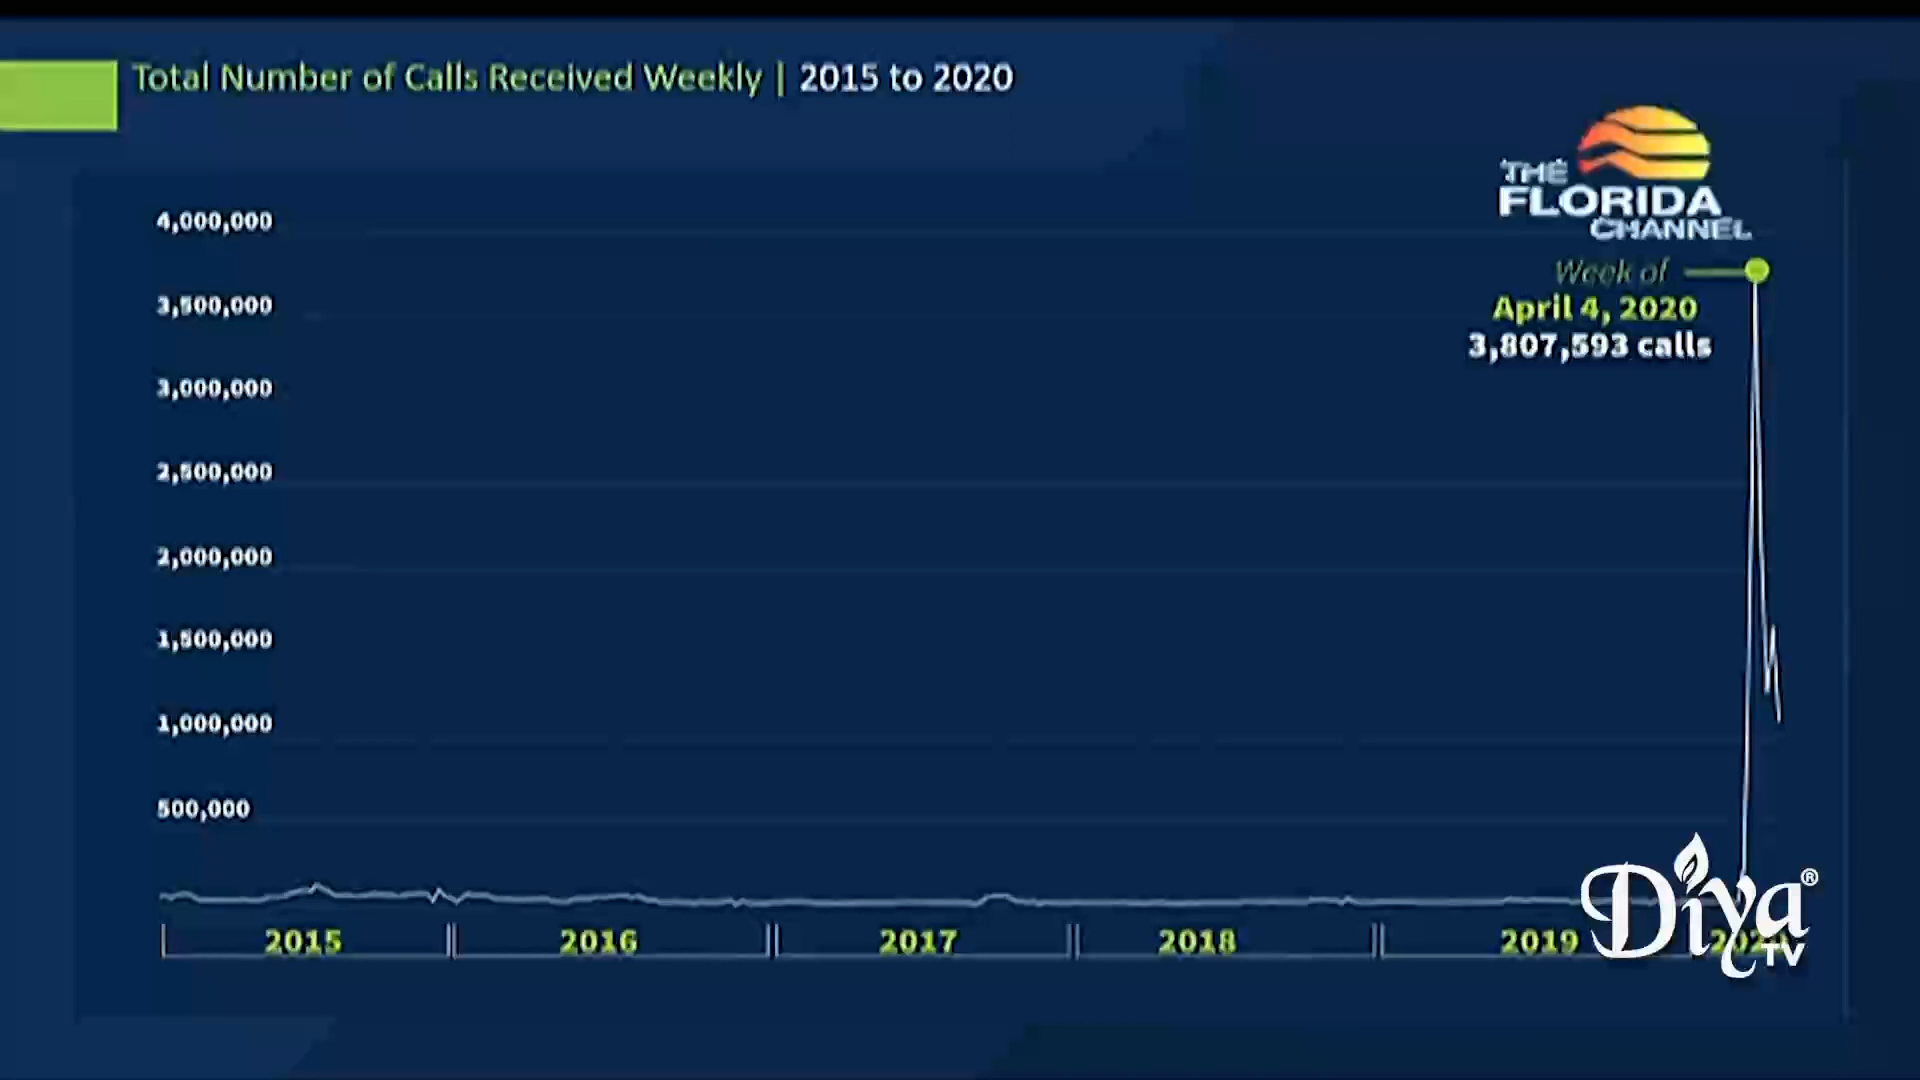 Total Number of Calls Received Weekly | 2015 to 2020
THE
FLORIDA
CHANNEL
4,000,000
Week of
3,500,000
April 4, 2020
3,807,593 calls
3,000,000
2,500,000
2,000,000
1,500,000
1,000,000
500,000
2015 2016 2017 2018 2019 2020
Diya®
TV